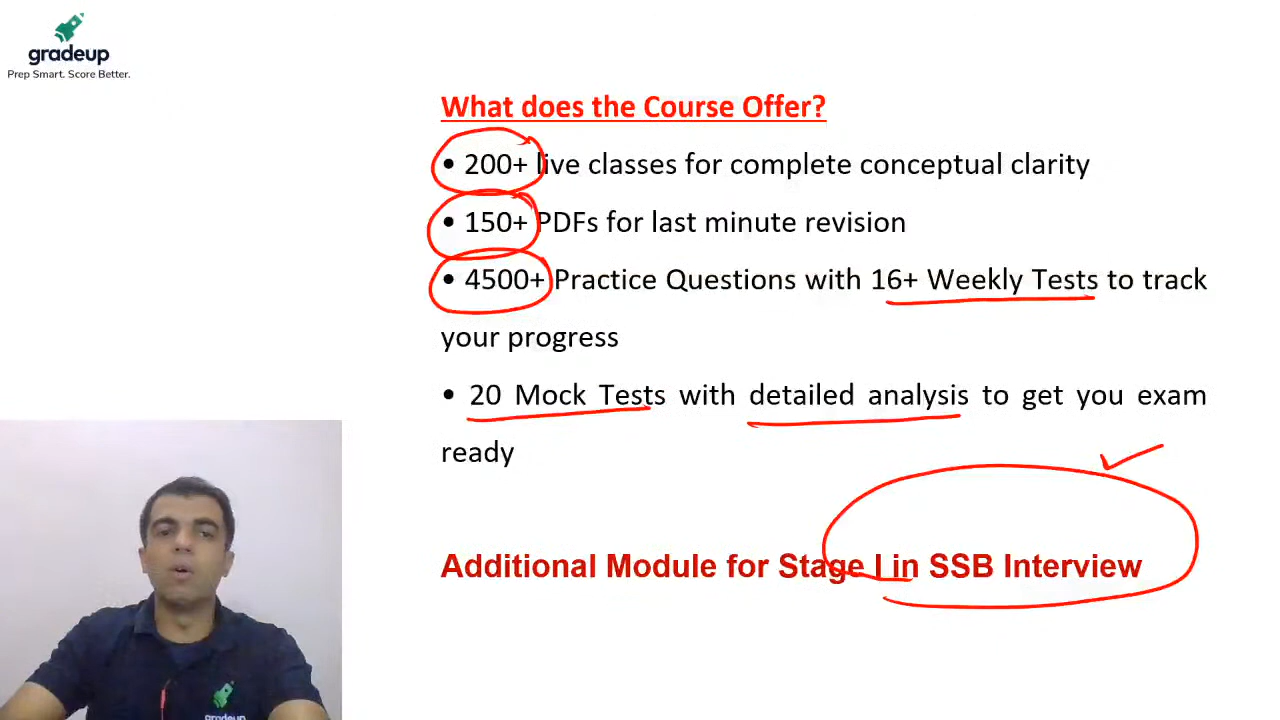 gradeup
Prep Smart. Score Better.
What does the Course Offer?
• 200+ live classes for complete conceptual clarity
• 150+ PDFs for last minute revision
• 4500+ Practice Questions with 16+ Weekly Tests to track
your progress
• 20 Mock Tests with detailed analysis to get you exam
ready
Additional Module for Stage I in SSB Interview
gradeup